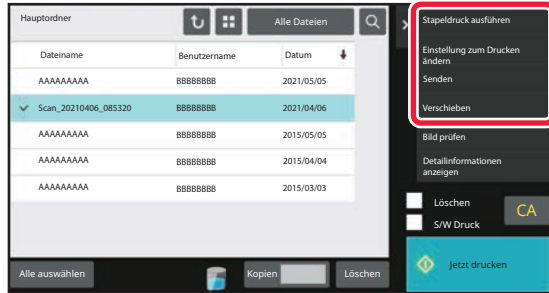 Hauptordner
Alle Dateien
Dateiname Benutzername Datum
AAAAAAAAA BBBBBBBB 2021/05/05
Scan_20210406_085320 BBBBBBBB 2021/04/06
AAAAAAAAA BBBBBBBB 2015/05/05
AAAAAAAAA BBBBBBBB 2015/04/04
AAAAAAAAA BBBBBBBB 2015/03/03
Alle auswählen
Kopien
Löschen
Stapeldruck ausführen
Einstellung zum Drucken
ändern
Senden
Verschieben
Bild prüfen
Detailinformationen
anzeigen
Löschen
S/W Druck
CA
Jetzt drucken